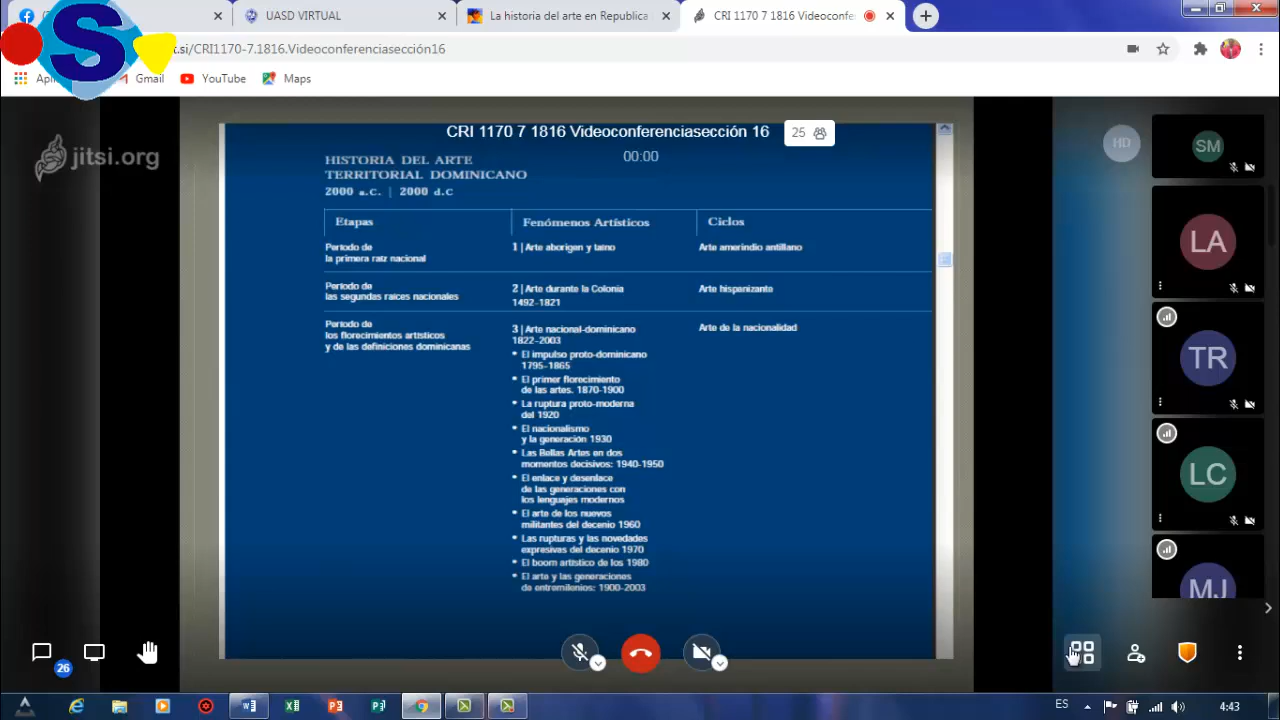 UASD VIRTUAL
La historia del arte en Republica
CRI 1170 7 1816 Videoconfe
t.si/CRI1170-7.1816.Videoconferenciasección16
S
Gmail
YouTube
Maps
jitsi.org
CRI 1170 7 1816 Videoconferenciasección 16
25
00:00
HD
HISTORIA DEL ARTE
TERRITORIAL DOMINICANO
2000 a.C. | 2000 d.C
Etapas
Fenómenos Artísticos
Ciclos
Periodo de
la primera raíz nacional
1 | Arte aborigen y taíno
Arte amerindio antillano
Periodo de
las segundas raíces nacionales
2 | Arte durante la Colonia
1492-1821
Arte hispanizante
Periodo de
los florecimientos artísticos
y de las definiciones dominicanas
3 | Arte nacional-dominicano
1822-2003
Arte de la nacionalidad
• El impulso proto-dominicano
1795-1865
• El primer florecimiento
de las artes. 1870-1900
• La ruptura proto-moderna
del 1920
• El nacionalismo
y la generación 1930
• Las Bellas Artes en dos
momentos decisivos: 1940-1950
• El enlace y desenlace
de las generaciones con
los lenguajes modernos
• El arte de los nuevos
militantes del decenio 1960
• Las rupturas y las novedades
expresivas del decenio 1970
• El boom artístico de los 1980
• El arte y las generaciones
de entremilenios: 1900-2003
SM
LA
TR
LC
MJ
26
ES
4:43